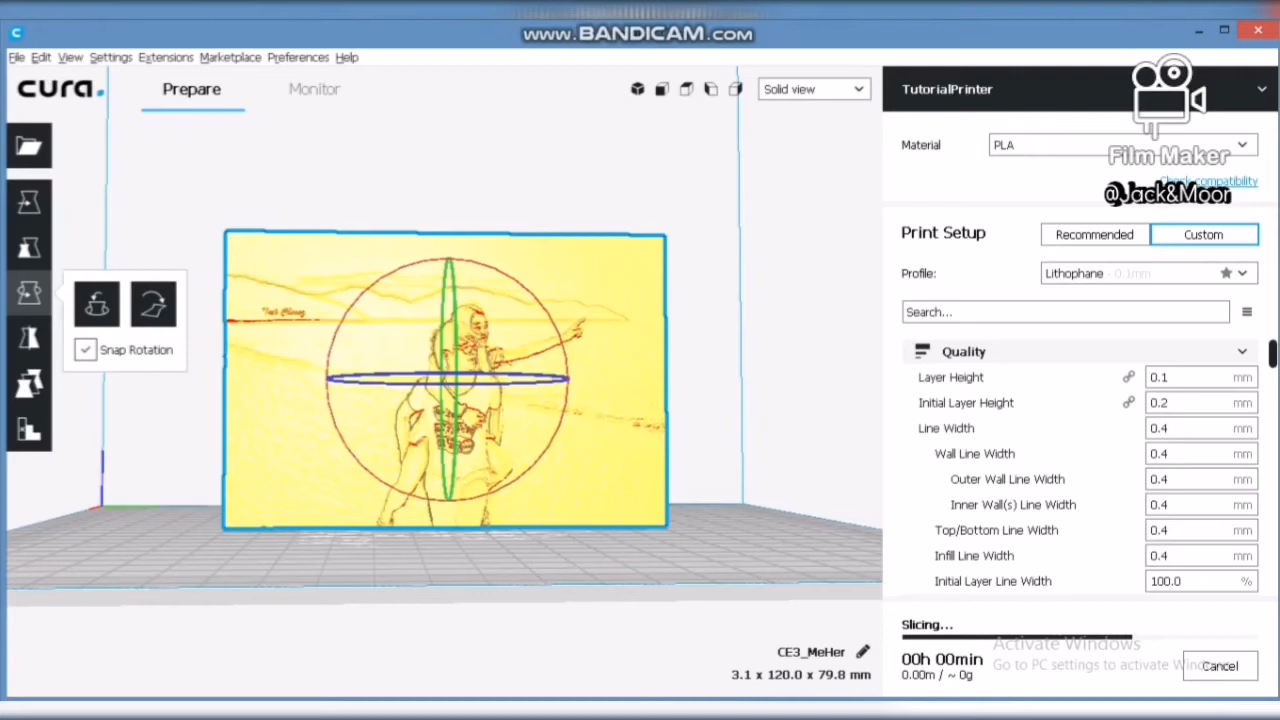 www.BANDICAM.com
File Edit View Settings Extensions Marketplace Preferences Help
cura.
Prepare
Monitor
Solid view
TutorialPrinter
Material
PLA
Film Maker
Check compatibility
@Jack&Moor
Print Setup
Recommended
Custom
Profile:
Lithophane - 0.1mm
Search...
Snap Rotation
Quality
Layer Height
0.1 mm
Initial Layer Height
0.2 mm
Line Width
0.4 mm
Wall Line Width
0.4 mm
Outer Wall Line Width
0.4 mm
Inner Wall(s) Line Width
0.4 mm
Top/Bottom Line Width
0.4 mm
Infill Line Width
0.4 mm
Initial Layer Line Width
100.0 %
Slicing...
Activate Windows
Go to PC settings to activate
00h 00min
0.00m / ~ 0g
Cancel
CE3_MeHer
3.1 x 120.0 x 79.8 mm